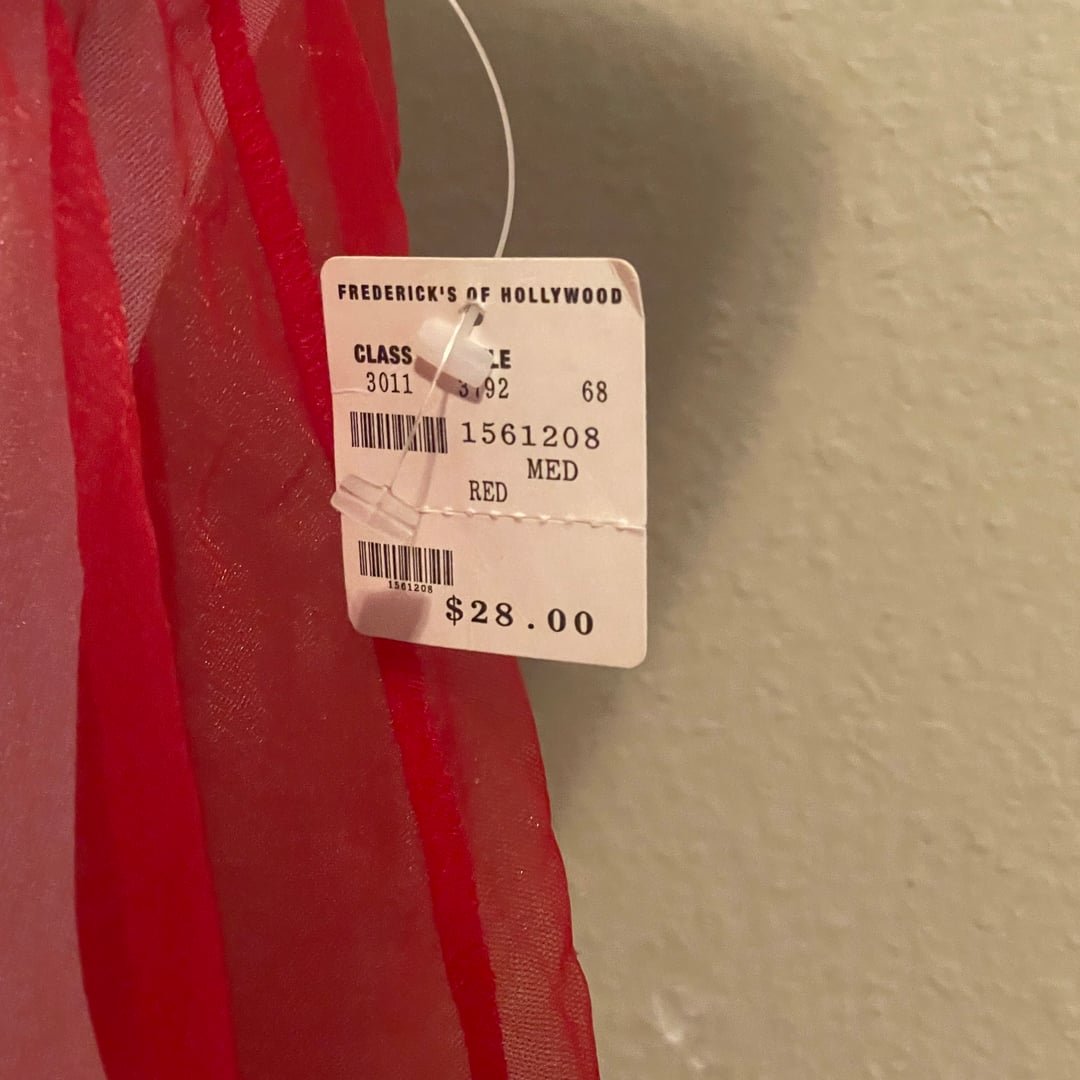 FREDERICK'S OF HOLLYWOOD
CLASS
3011 68
1561208
MED
RED
1561208
$28.00